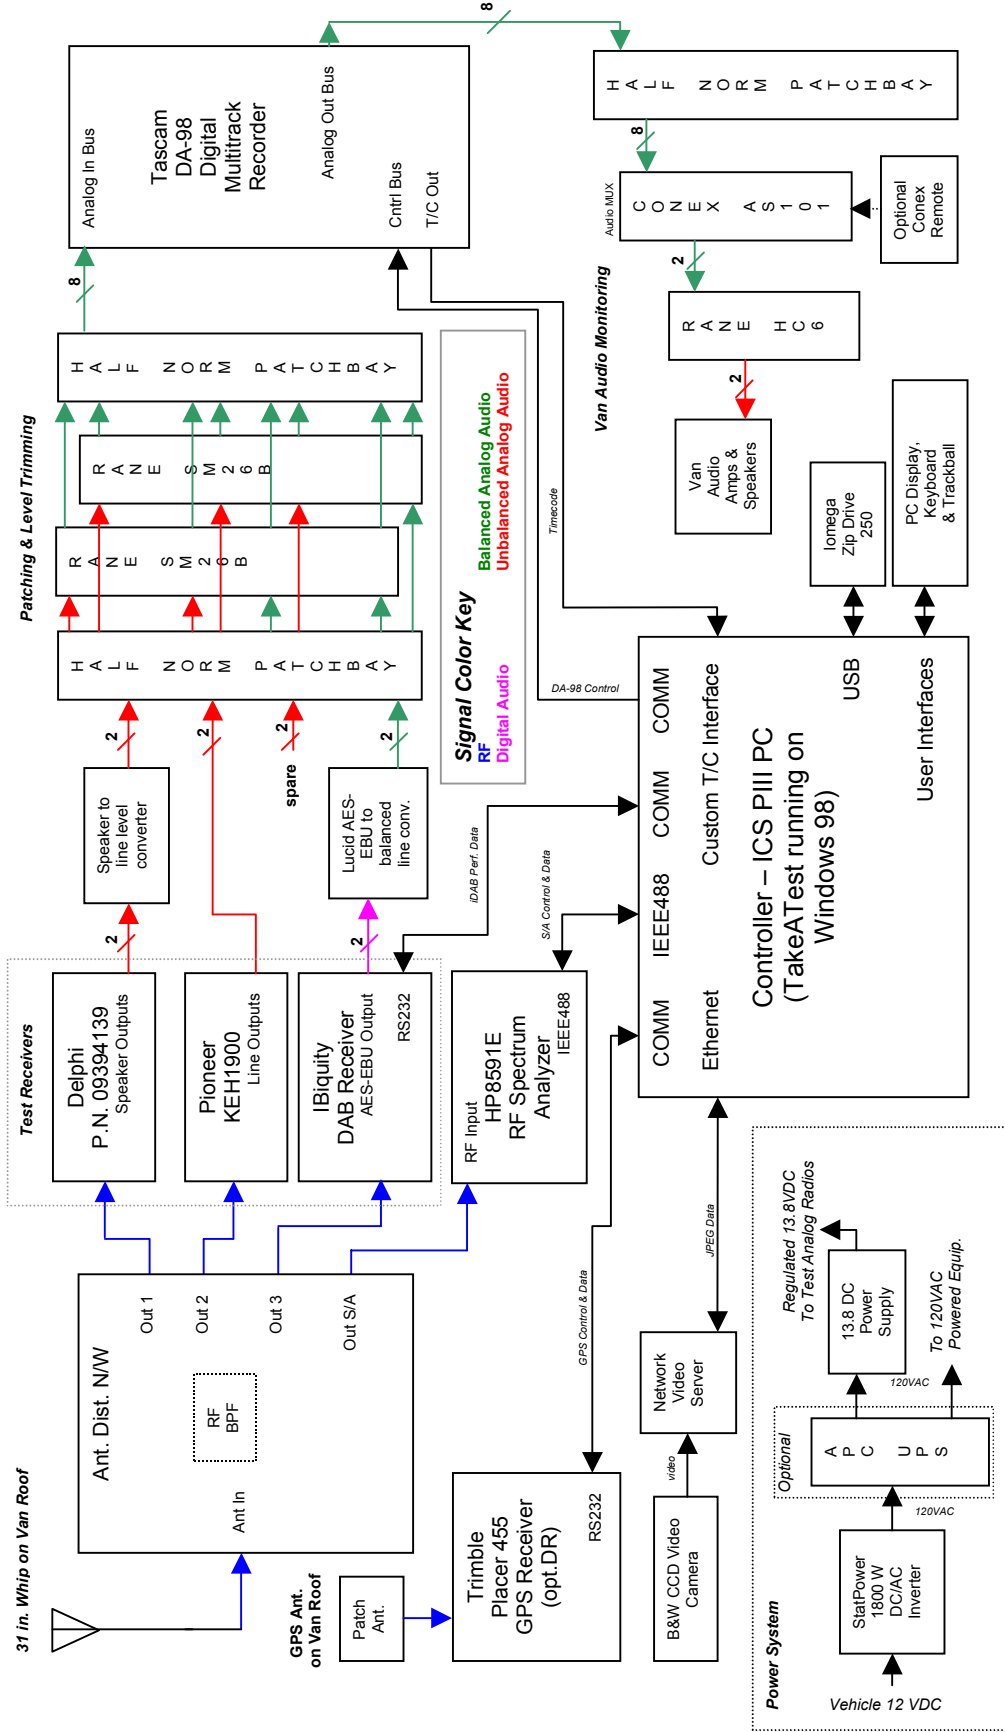 31 in. Whip on Van Roof
Ant. Dist. N/W
Ant In
RF
BPF
Out 1
Out 2
Out 3
Out S/A
GPS Ant.
on Van Roof
Patch
Ant.
Test Receivers
Delphi
P.N. 09394139
Speaker Outputs
Pioneer
KEH1900
Line Outputs
IBiquity
DAB Receiver
AES-EBU Output
RS232
RF Input
HP8591E
RF Spectrum
Analyzer
IEEE488
Trimble
Placer 455
GPS Receiver
(opt.DR)
RS232
GPS Control & Data
B&W CCD Video
Camera
video
Network
Video
Server
JPEG Data
Speaker to
line level
converter
2
2
2
spare
2
Lucid AES-
EBU to
balanced
line conv.
2
2
iDAB Perf. Data
S/A Control & Data
Patching & Level Trimming
HALF NORM PATCHBAY
RANE SM26B
RANE SM26B
HALF NORM PATCHBAY
8
Signal Color Key
RF
Digital Audio
Balanced Analog Audio
Unbalanced Analog Audio
Tascam
DA-98
Digital
Multitrack
Recorder
Analog In Bus
Analog Out Bus
Cntrl Bus
T/C Out
8
HALF NORM PATCHBAY
8
Audio MUX
CONEX AS101
Optional
Conex
Remote
2
RANE HC6
2
Van Audio Monitoring
Van
Audio
Amps &
Speakers
Timecode
DA-98 Control
COMM
IEEE488
COMM
COMM
Ethernet
Custom T/C Interface
Controller – ICS PIII PC
(TakeATest running on
Windows 98)
USB
User Interfaces
Iomega
Zip Drive
250
PC Display,
Keyboard
& Trackball
Power System
Vehicle 12 VDC
StatPower
1800 W
DC/AC
Inverter
120VAC
Optional
APC UPS
120VAC
13.8 DC
Power
Supply
Regulated 13.8VDC
To Test Analog Radios
To 120VAC
Powered Equip.